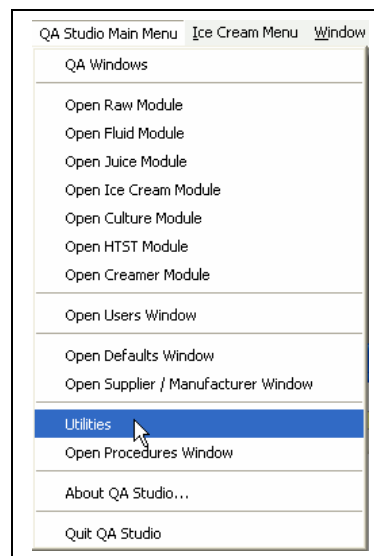 QA Studio Main Menu Ice Cream Menu Window
QA Windows
Open Raw Module
Open Fluid Module
Open Juice Module
Open Ice Cream Module
Open Culture Module
Open HTST Module
Open Creamer Module
Open Users Window
Open Defaults Window
Open Supplier / Manufacturer Window
Utilities
Open Procedures Window
About QA Studio...
Quit QA Studio